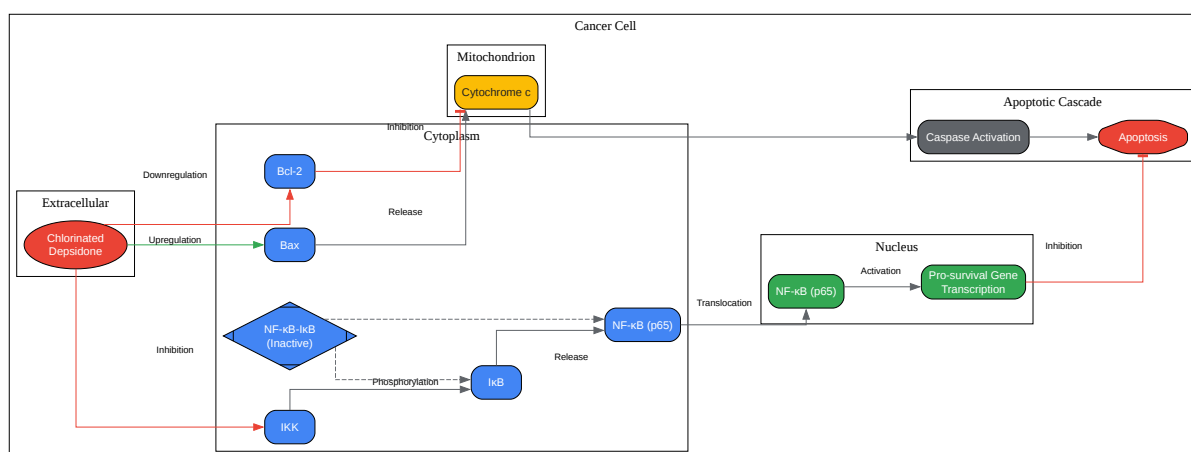 Cancer Cell
Mitochondrion
Cytochrome c
Inhibition
Cytoplasm
Apoptotic Cascade
Caspase Activation
Apoptosis
Bcl-2
Downregulation
Extracellular
Release
Chlorinated
Depsidone
Upregulation
Bax
Nucleus
Inhibition
Activation
NF-κB (p65)
Pro-survival Gene
Transcription
Translocation
NF-κB-IκB
(Inactive)
NF-κB (p65)
Inhibition
Release
Phosphorylation
IκB
IKK